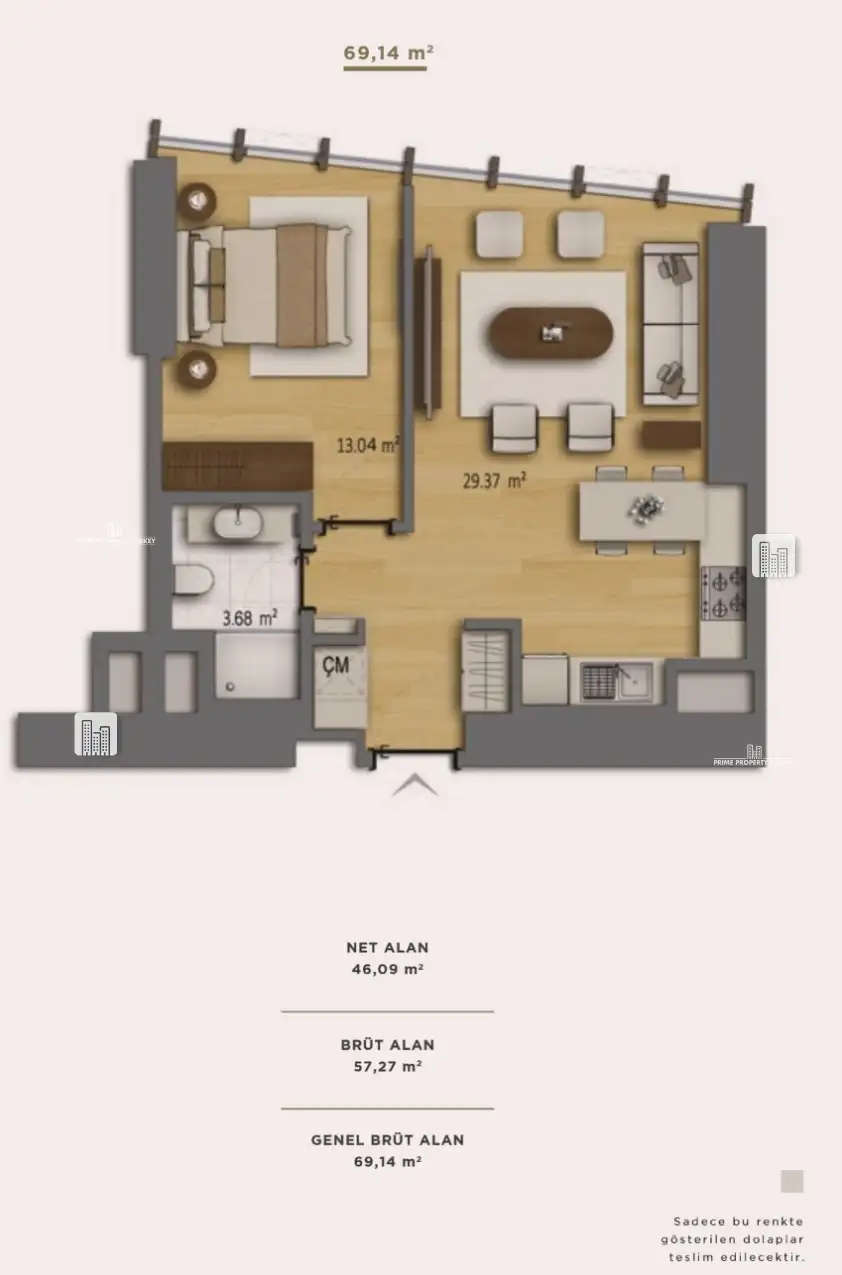 69,14 m²
13.04 m²
29.37 m²
3.68 m²
ÇM
PRIME PROPERTY
NET ALAN
46,09 m²
BRÜT ALAN
57,27 m²
GENEL BRÜT ALAN
69,14 m²
Sadece bu renkte
gösterilen dolaplar
teslim edilecektir.